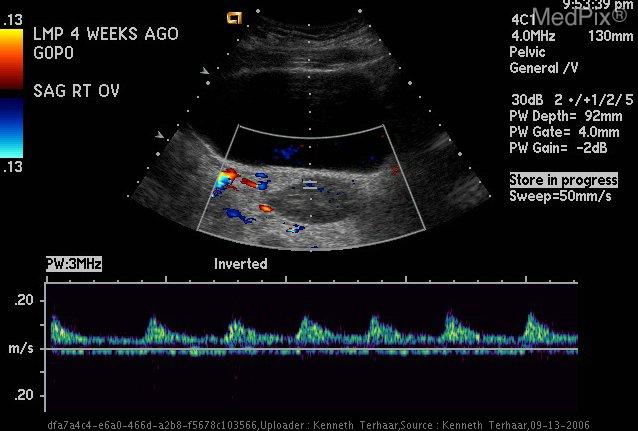 9:53:39 pm
.13
4C1
MedPix®
LMP 4 WEEKS AGO
4.0MHz 130mm
G0P0
Pelvic
General /V
SAG RT OV
30dB 2 •/+1/2/5
PW Depth= 92mm
PW Gate= 4.0mm
PW Gain= -2dB
.13
Store in progress
Sweep=50mm/s
PW:3MHz
Inverted
.20
m/s
.20
dfa7a4c4-e6a0-466d-a2b8-f5678c103566,Uploader : Kenneth Terhaar,Source : Kenneth Terhaar,09-13-2006